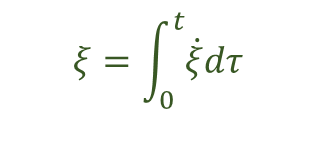 ξ = ∫₀ᵗ ξ̇dτ